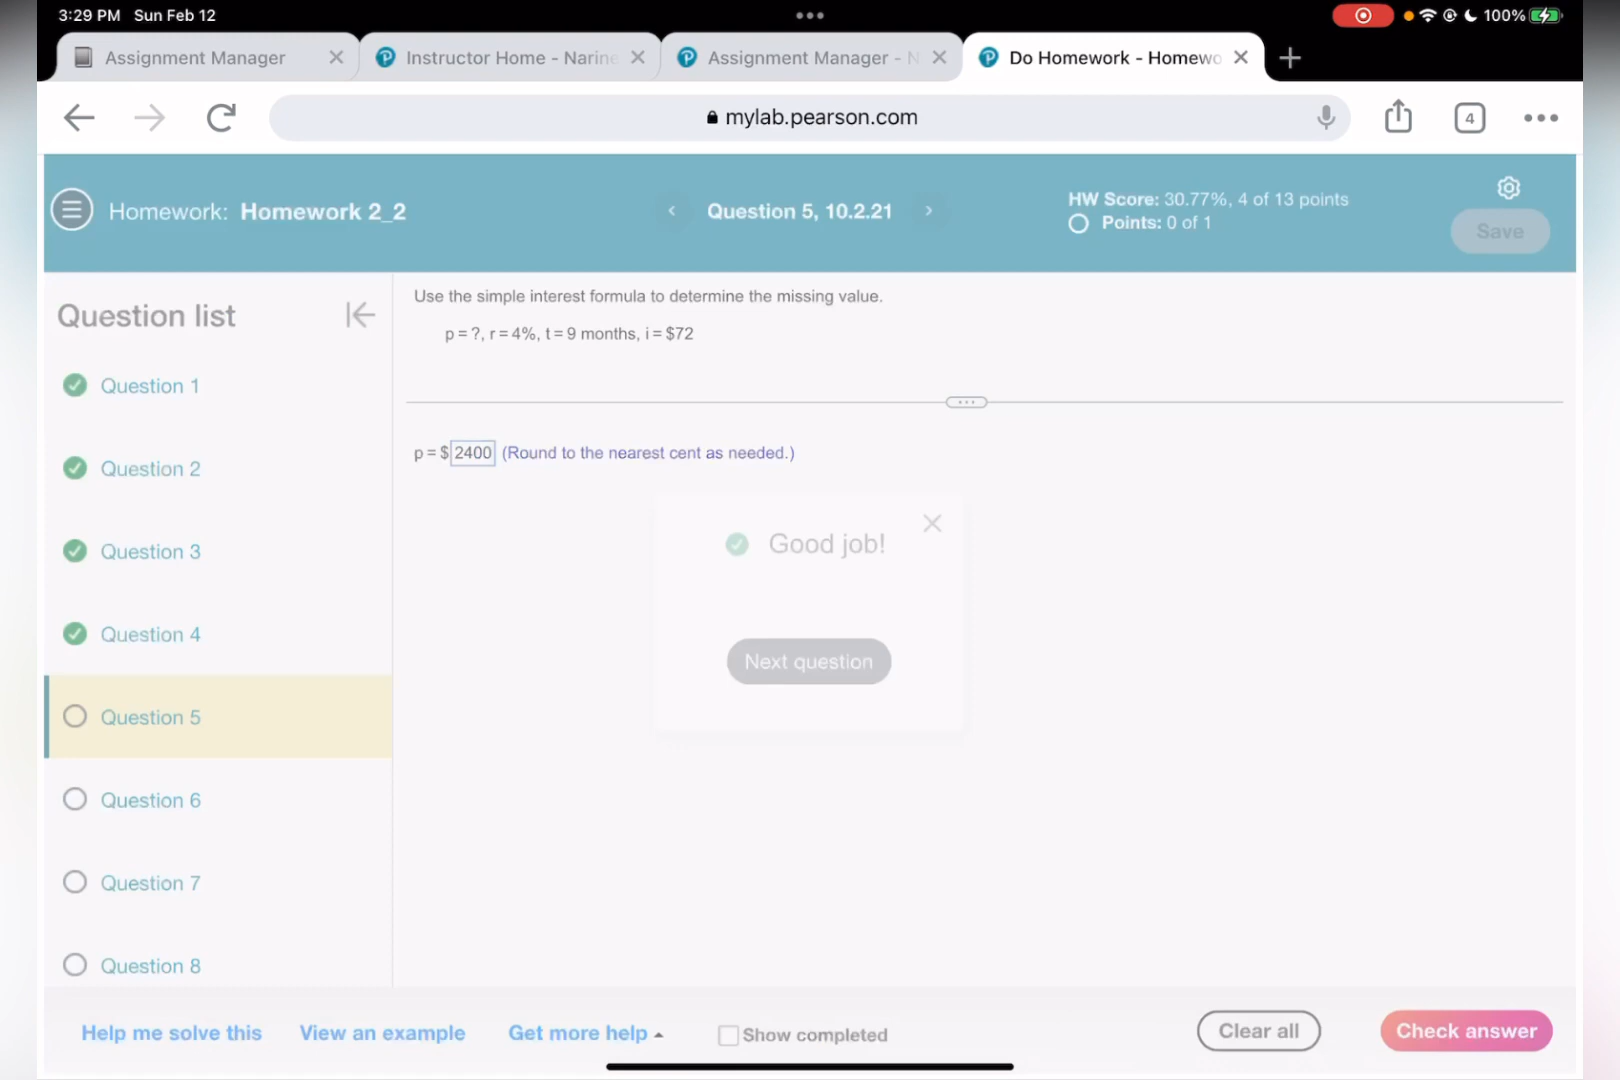 3:29 PM Sun Feb 12
100%
Assignment Manager
Instructor Home - Narine
Assignment Manager - N
Do Homework - Homewo
mylab.pearson.com
4
Homework: Homework 2_2
Question 5, 10.2.21
HW Score: 30.77%, 4 of 13 points
Points: 0 of 1
Save
Question list
Question 1
Question 2
Question 3
Question 4
Question 5
Question 6
Question 7
Question 8
Use the simple interest formula to determine the missing value.
p = ?, r = 4%, t = 9 months, i = $72
p = $ 2400 (Round to the nearest cent as needed.)
Good job!
Next question
Help me solve this
View an example
Get more help
Show completed
Clear all
Check answer